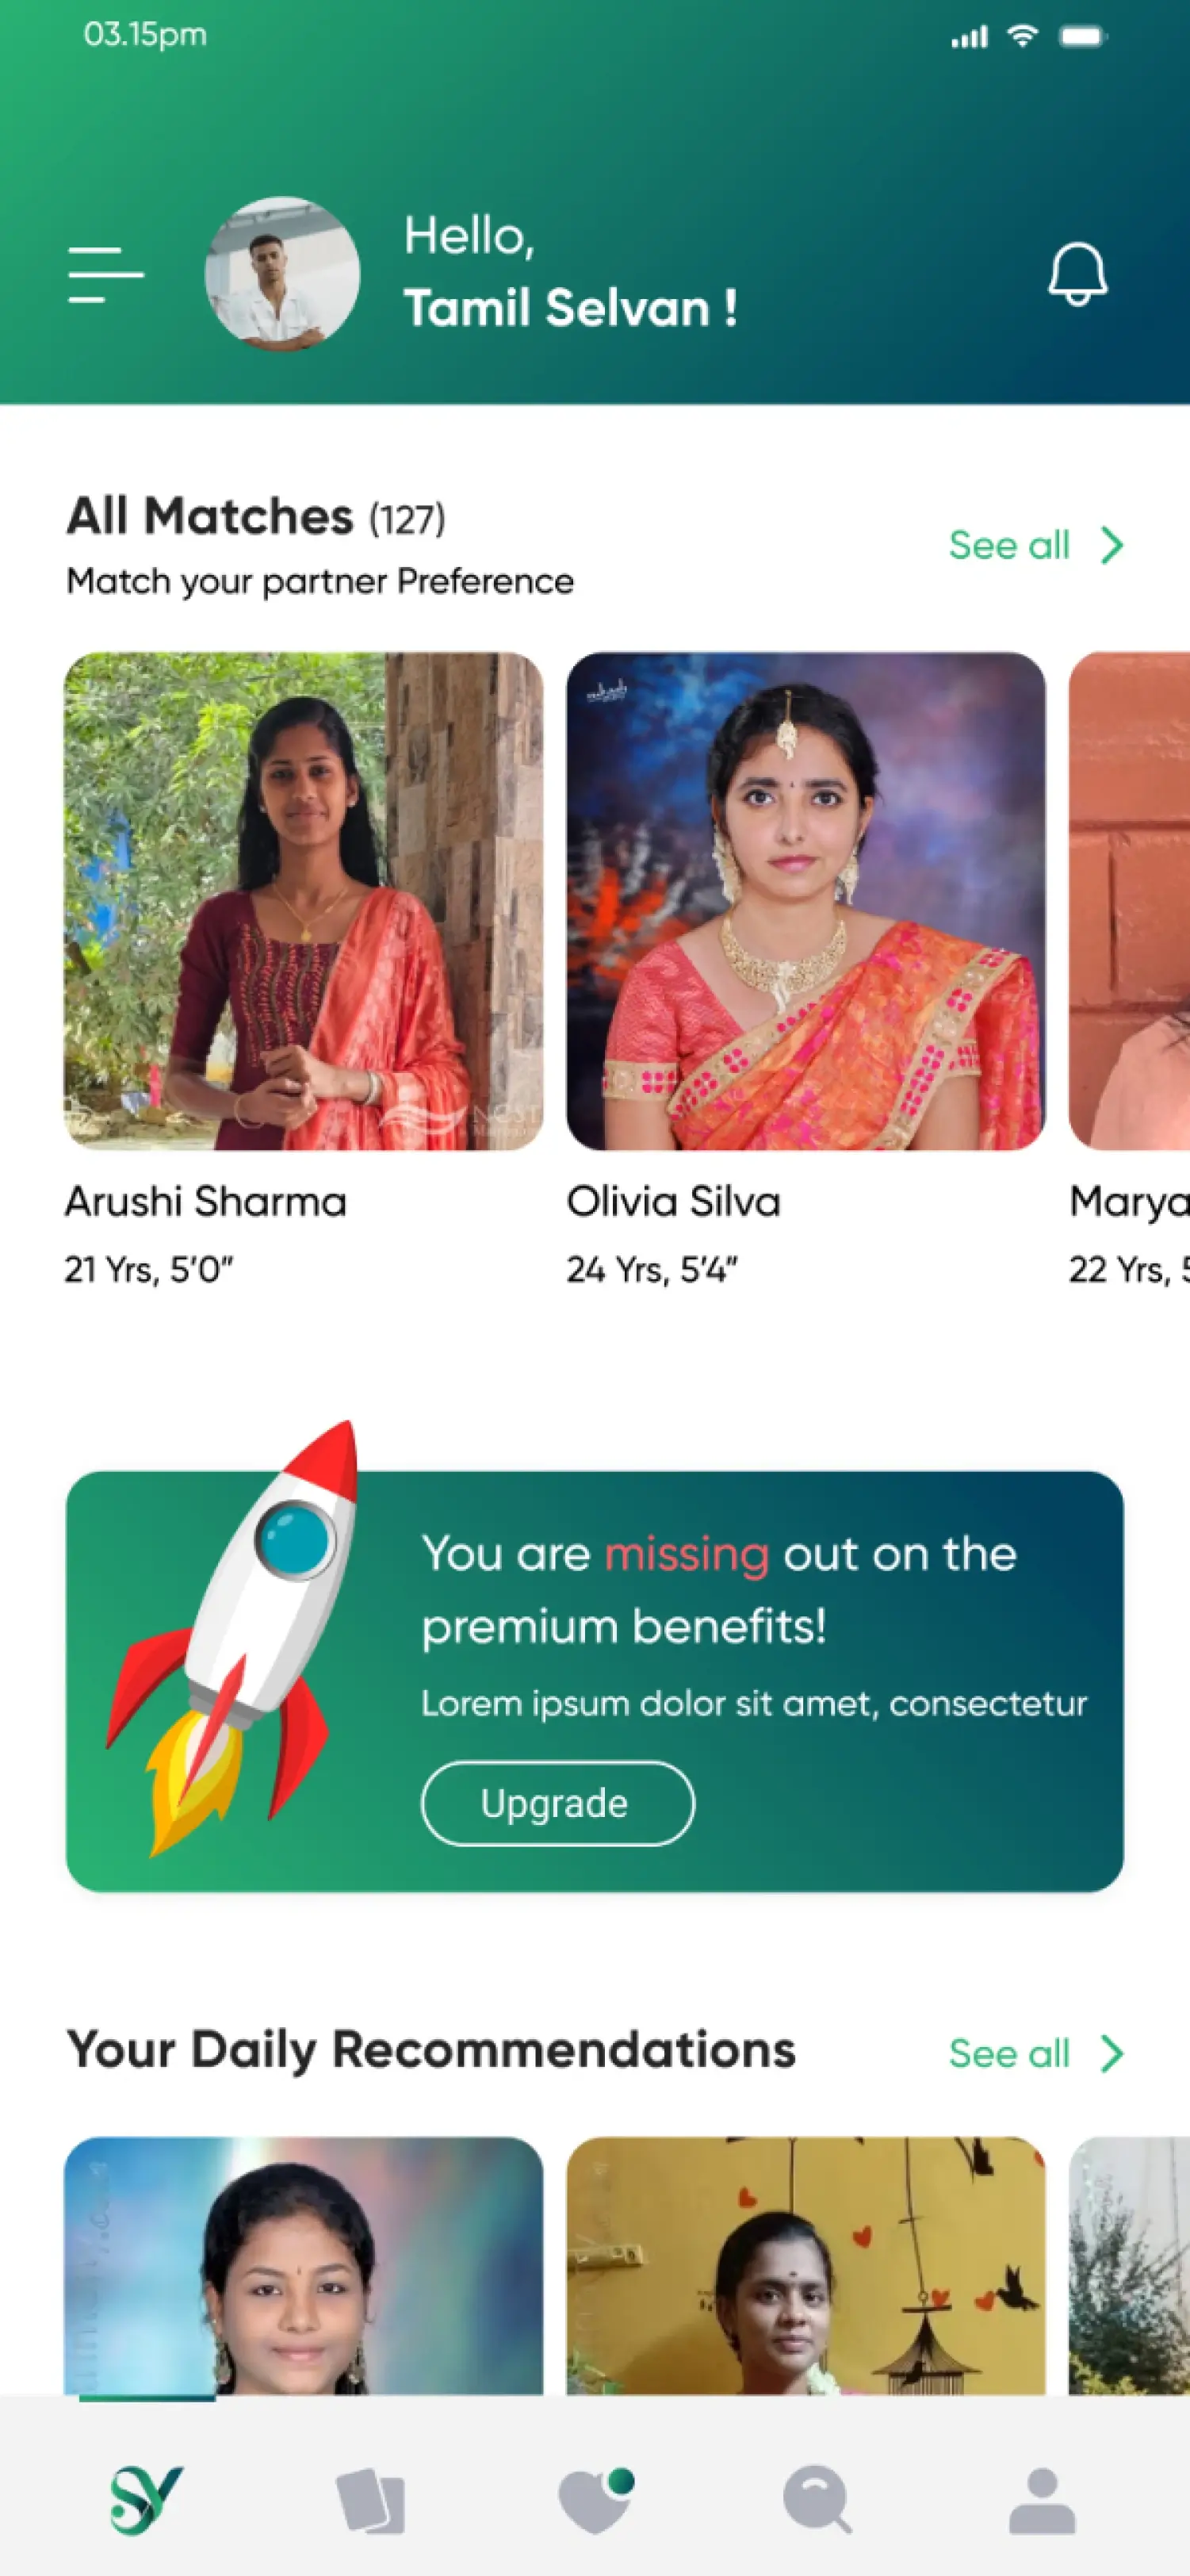 03.15pm
Hello,
Tamil Selvan !
All Matches (127)
See all
Match your partner Preference
Arushi Sharma
Olivia Silva
Marya
21 Yrs, 5’0”
24 Yrs, 5’4”
22 Yrs, 5
You are missing out on the
premium benefits!
Lorem ipsum dolor sit amet, consectetur
Upgrade
Your Daily Recommendations
See all
SY